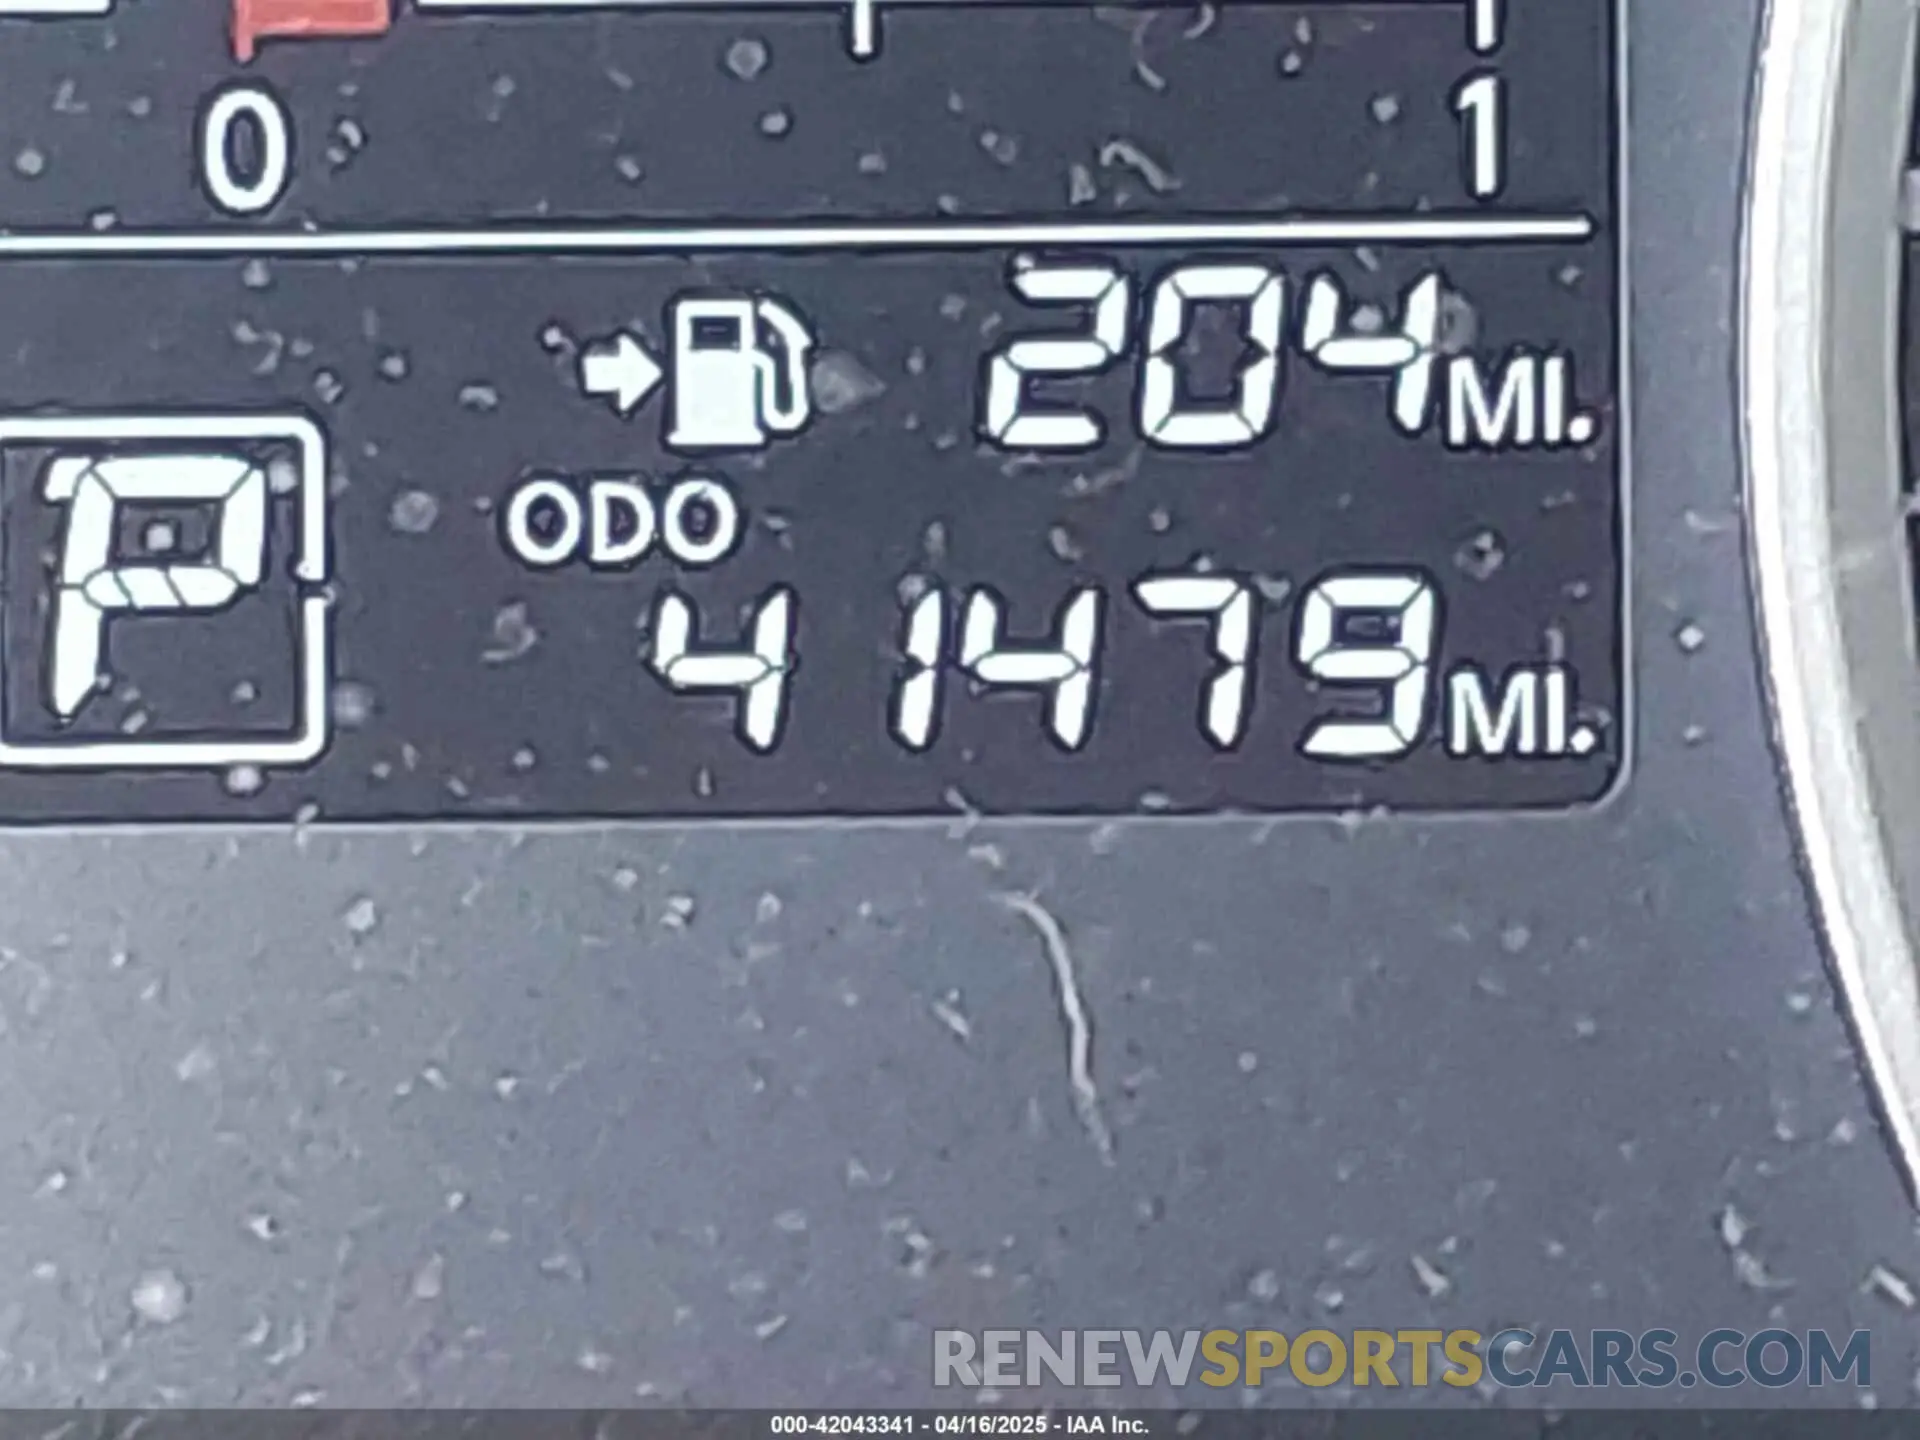 0 1
204 MI.
P
ODO
41479 MI.
RENEWSPORTSCARS.COM
000-42043341 - 04/16/2025 - IAA Inc.